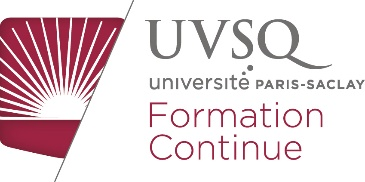 UVSQ
université PARIS-SACLAY
Formation
Continue